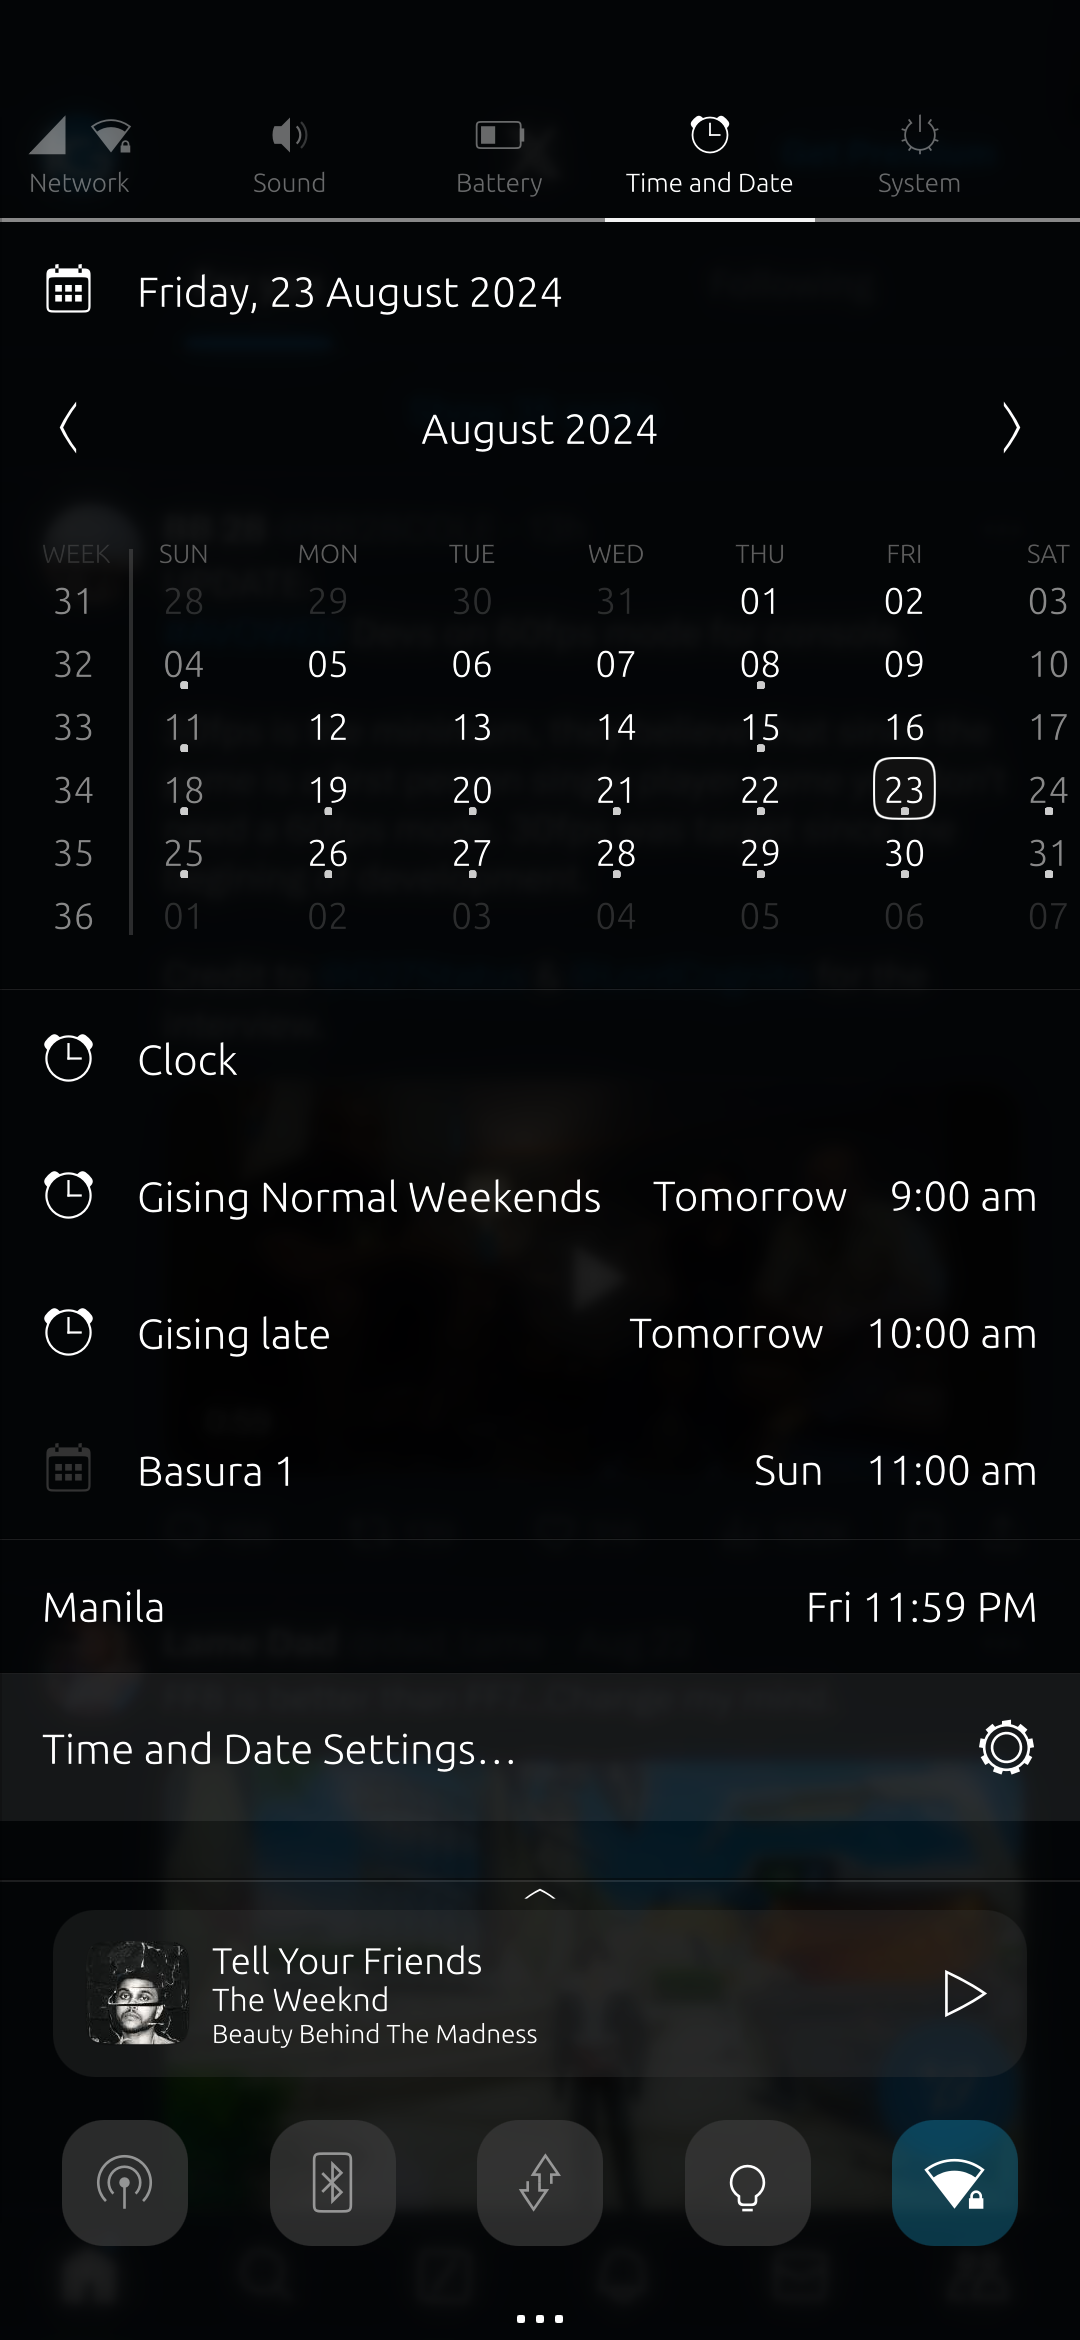 Network Sound Battery Time and Date System
Friday, 23 August 2024
August 2024
WEEK SUN MON TUE WED THU FRI SAT
31 28 29 30 31 01 02 03
32 04 05 06 07 08 09 10
33 11 12 13 14 15 16 17
34 18 19 20 21 22 23 24
35 25 26 27 28 29 30 31
36 01 02 03 04 05 06 07
Clock
Gising Normal Weekends Tomorrow 9:00 am
Gising late Tomorrow 10:00 am
Basura 1 Sun 11:00 am
Manila Fri 11:59 PM
Time and Date Settings...
Tell Your Friends
The Weeknd
Beauty Behind The Madness